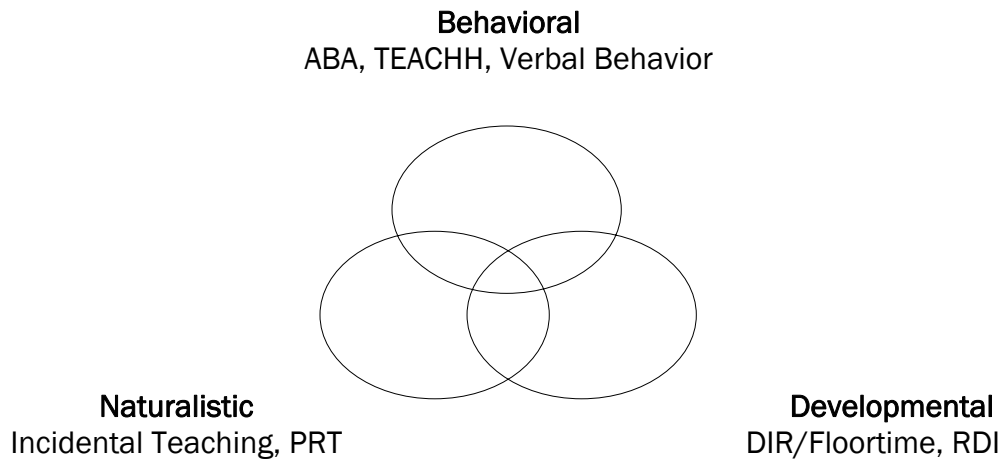 Behavioral
ABA, TEACHH, Verbal Behavior
Naturalistic
Incidental Teaching, PRT
Developmental
DIR/Floortime, RDI